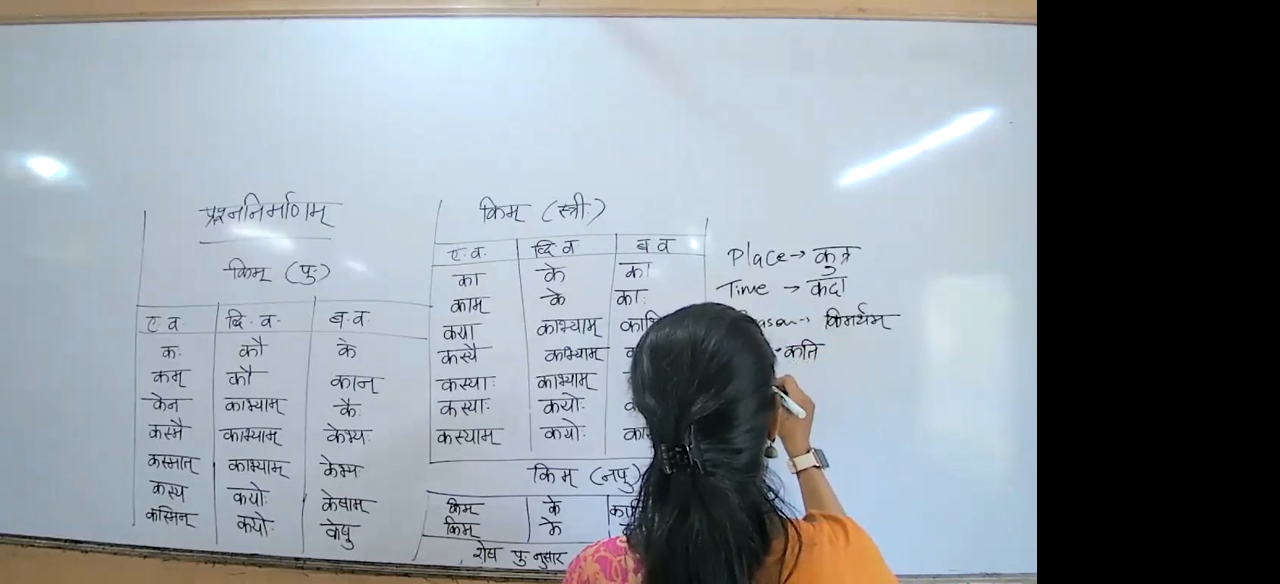 प्रश्ननिर्माणम्
किम् (पु.)
ए. व. द्वि. व. ब. व.
कः कौ के
कम् कौ कान्
केन काभ्याम् कैः
कस्मै काभ्याम् केभ्यः
कस्मात् काभ्याम् केभ्य
कस्य कयोः केषाम्
कस्मिन् कयोः केषु
किम् (स्त्री.)
ए. व. द्वि व ब व
का के का
काम् के काः
कया काभ्याम्
कस्यै काभ्याम्
कस्याः काभ्याम्
कस्याः कयोः
कस्याम् कयोः
किम् (नपु)
किम् के
किम् के
शेष पु. नुसार
Place → कुत्र
Time → कदा
किमर्थम्
कति